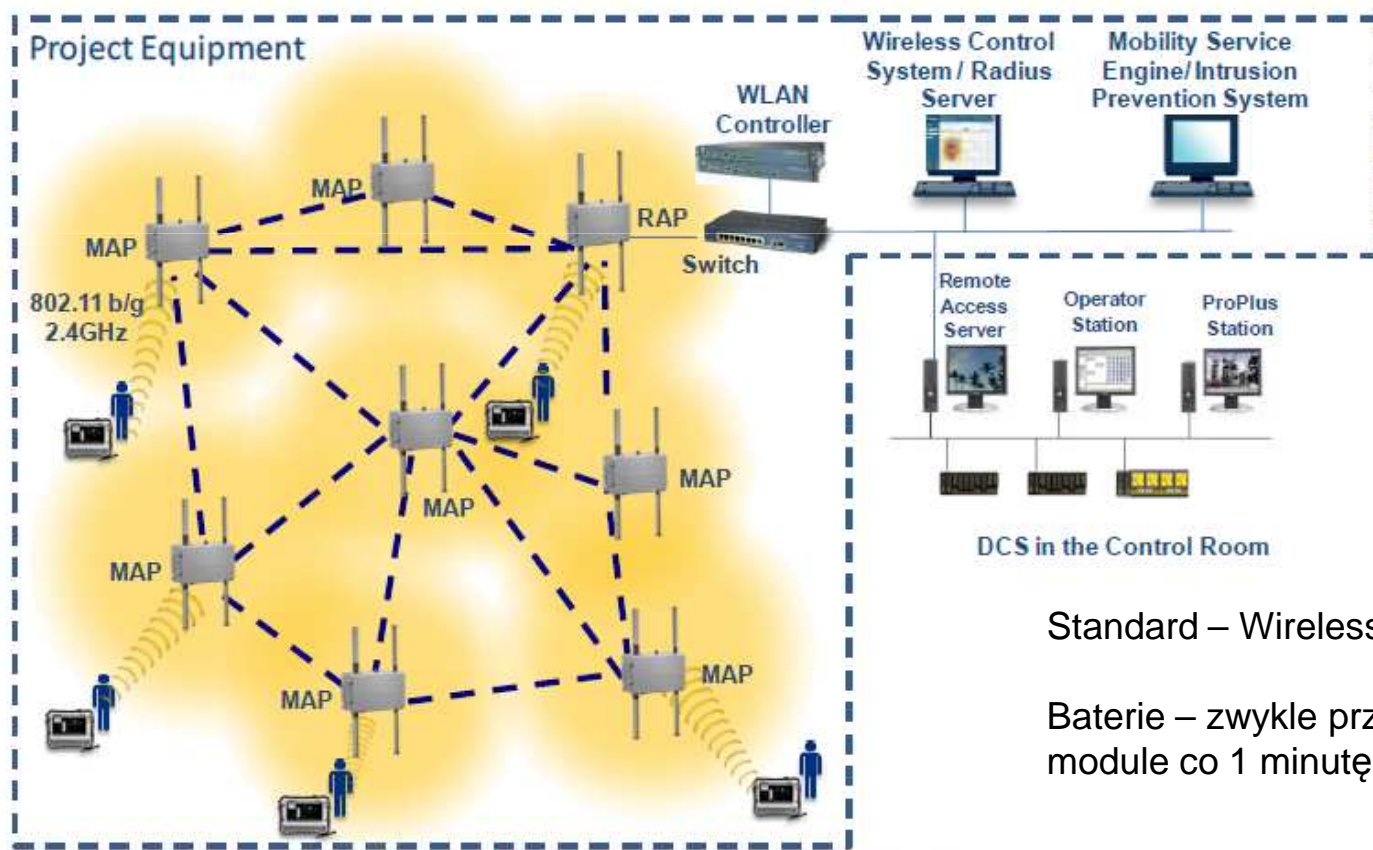 Project Equipment
Wireless Control
System / Radius
Server
Mobility Service
Engine/Intrusion
Prevention System
WLAN
Controller
MAP
RAP
MAP
Switch
802.11 b/g
2.4GHz
Remote
Access
Server
Operator
Station
ProPlus
Station
MAP
MAP
MAP
DCS in the Control Room
MAP
MAP
Standard – Wireless
Baterie – zwykle prz
module co 1 minutę